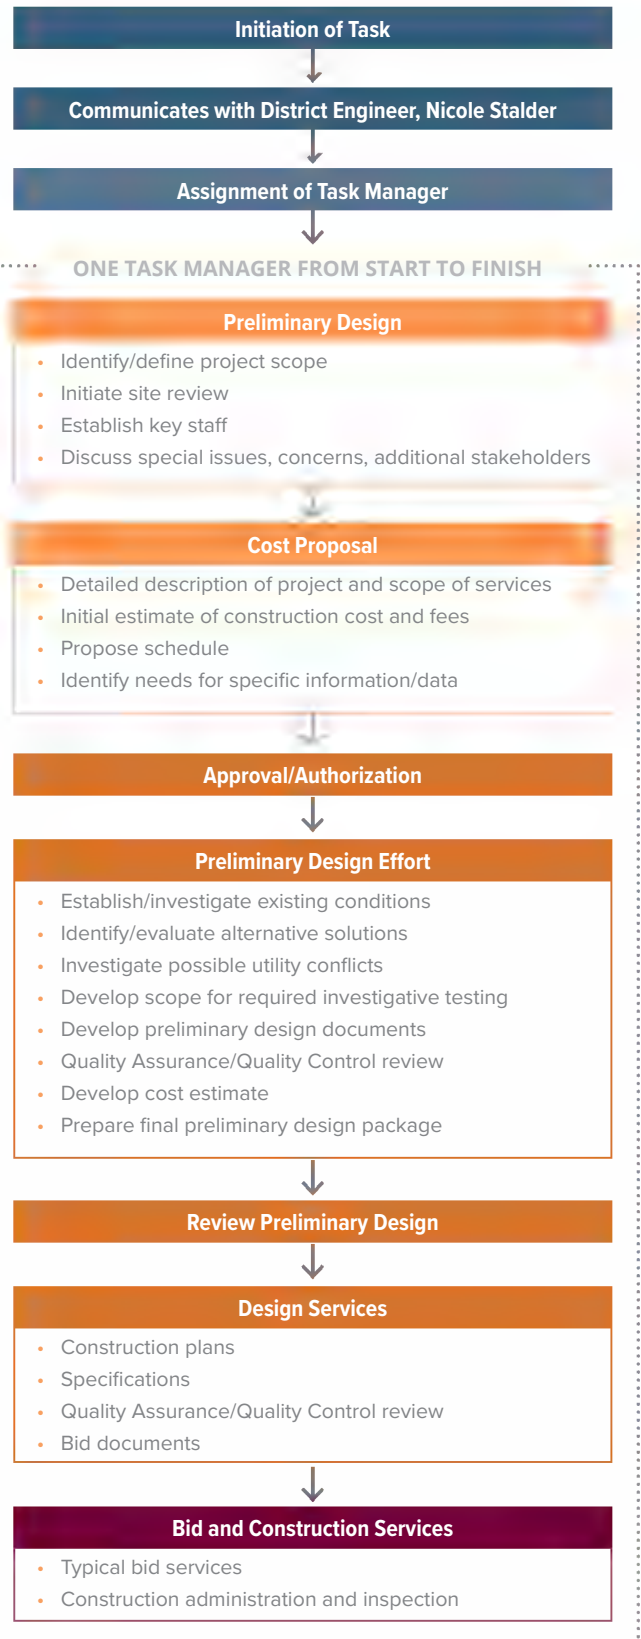 Initiation of Task
Communicates with District Engineer, Nicole Stalder
Assignment of Task Manager
ONE TASK MANAGER FROM START TO FINISH
Preliminary Design
• Identify/define project scope
• Initiate site review
• Establish key staff
• Discuss special issues, concerns, additional stakeholders
Cost Proposal
• Detailed description of project and scope of services
• Initial estimate of construction cost and fees
• Propose schedule
• Identify needs for specific information/data
Approval/Authorization
Preliminary Design Effort
• Establish/investigate existing conditions
• Identify/evaluate alternative solutions
• Investigate possible utility conflicts
• Develop scope for required investigative testing
• Develop preliminary design documents
• Quality Assurance/Quality Control review
• Develop cost estimate
• Prepare final preliminary design package
Review Preliminary Design
Design Services
• Construction plans
• Specifications
• Quality Assurance/Quality Control review
• Bid documents
Bid and Construction Services
• Typical bid services
• Construction administration and inspection